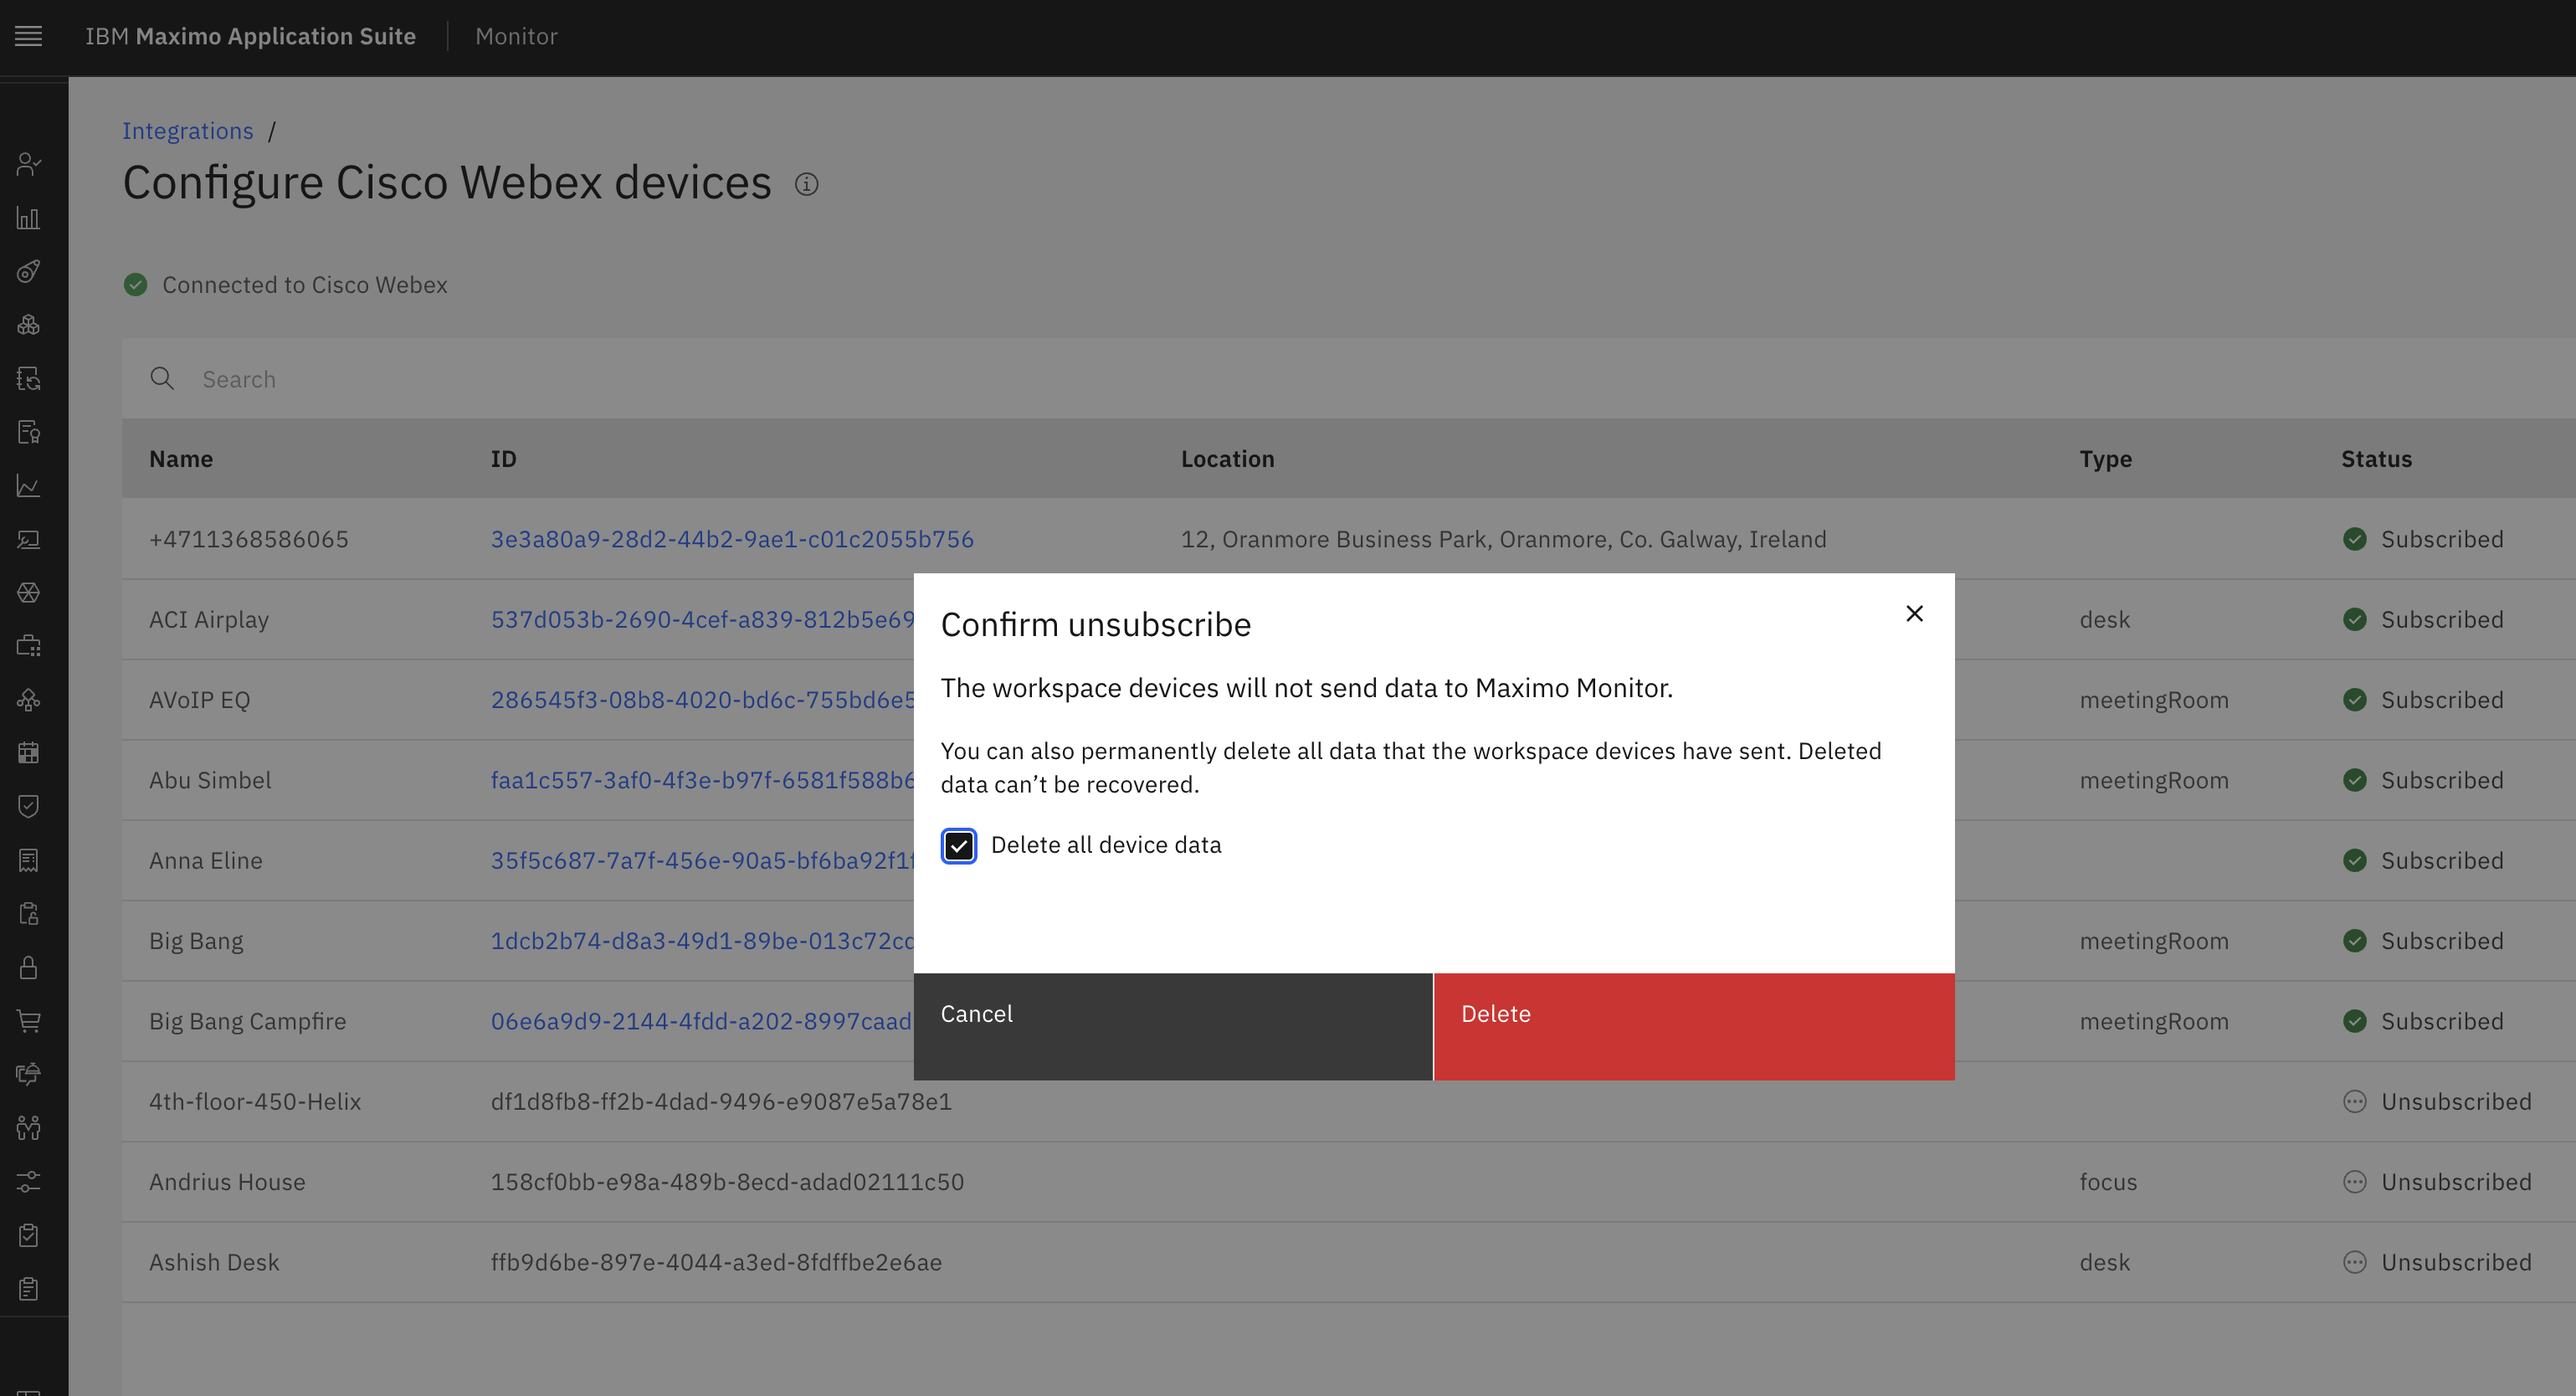 IBM Maximo Application Suite Monitor
Integrations /
Configure Cisco Webex devices
Connected to Cisco Webex
Search
Name ID Location Type Status
+4711368586065 3e3a80a9-28d2-44b2-9ae1-c01c2055b756 12, Oranmore Business Park, Oranmore, Co. Galway, Ireland Subscribed
ACI Airplay 537d053b-2690-4cef-a839-812b5e69 desk Subscribed
AVoIP EQ 286545f3-08b8-4020-bd6c-755bd6e5 meetingRoom Subscribed
Abu Simbel faa1c557-3af0-4f3e-b97f-6581f588b6 meetingRoom Subscribed
Anna Eline 35f5c687-7a7f-456e-90a5-bf6ba92f1f Subscribed
Big Bang 1dcb2b74-d8a3-49d1-89be-013c72cd meetingRoom Subscribed
Big Bang Campfire 06e6a9d9-2144-4fdd-a202-8997caad meetingRoom Subscribed
4th-floor-450-Helix df1d8fb8-ff2b-4dad-9496-e9087e5a78e1 Unsubscribed
Andrius House 158cf0bb-e98a-489b-8ecd-adad02111c50 focus Unsubscribed
Ashish Desk ffb9d6be-897e-4044-a3ed-8fdffbe2e6ae desk Unsubscribed
Confirm unsubscribe
The workspace devices will not send data to Maximo Monitor.
You can also permanently delete all data that the workspace devices have sent. Deleted
data can’t be recovered.
Delete all device data
Cancel Delete